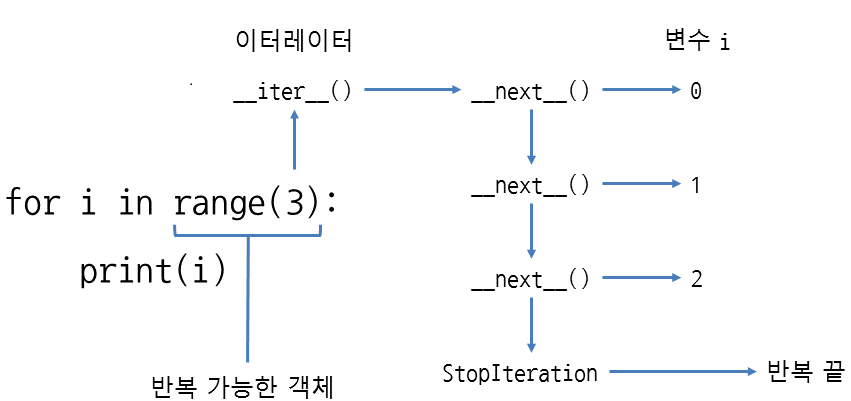 이터레이터
변수 i
__iter__()
__next__()
0
for i in range(3):
    print(i)
__next__()
1
__next__()
2
StopIteration
반복 끝
반복 가능한 객체